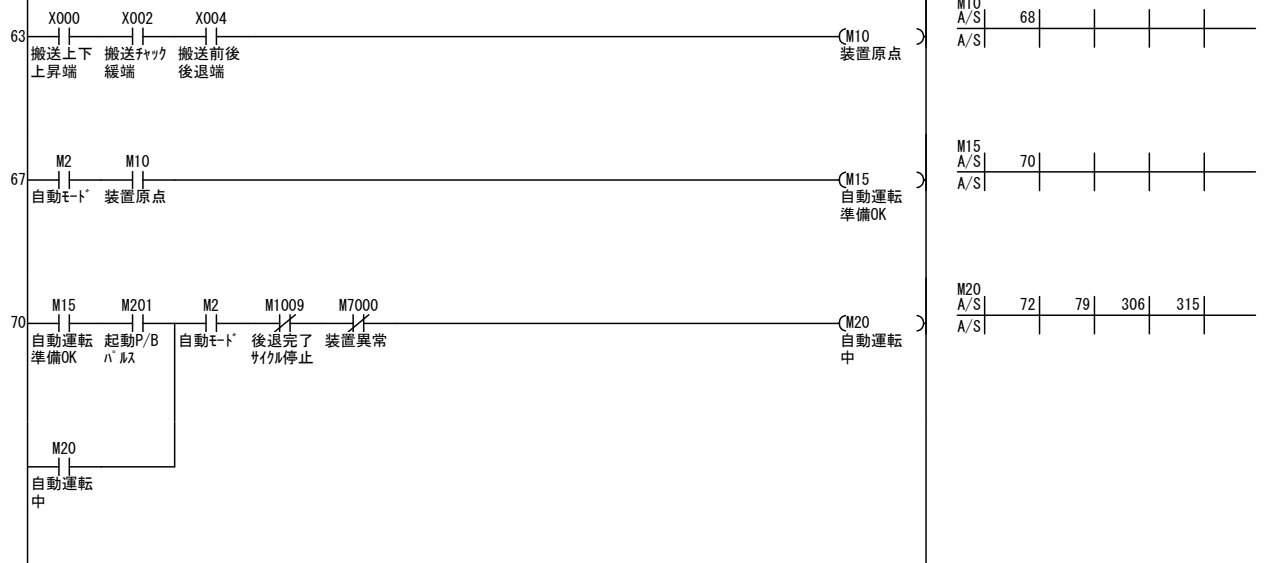 X000 X002 X004
63 (M10 )
搬送上下 搬送ﾁｬｯｸ 搬送前後 装置原点
上昇端 緩端 後退端
M10
A/S 68
A/S
M2 M10
67 (M15 )
自動ﾓｰﾄﾞ 装置原点 自動運転
準備OK
M15
A/S 70
A/S
M15 M201 M2 M1009 M7000
70 (M20 )
自動運転 起動P/B 自動ﾓｰﾄﾞ 後退完了 装置異常 自動運転
準備OK ﾊﾟﾙｽ ｻｲｸﾙ停止 中
M20
A/S 72 79 306 315
A/S
M20
自動運転
中